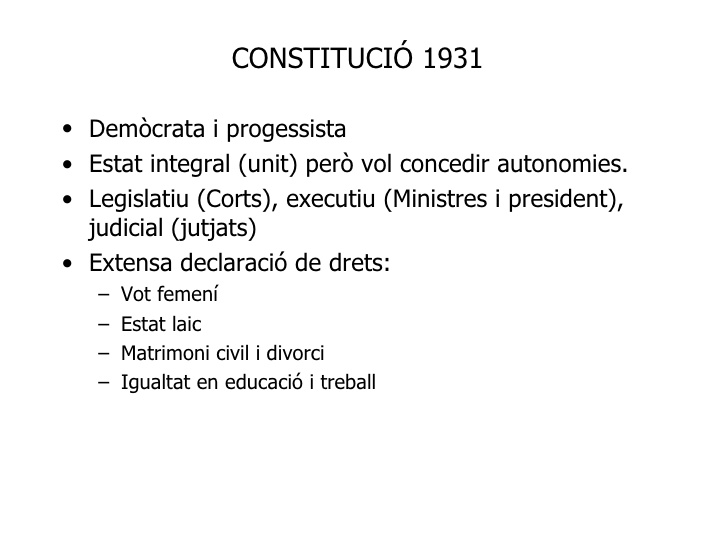 CONSTITUCIÓ 1931
• Demòcrata i progessista
• Estat integral (unit) però vol concedir autonomies.
• Legislatiu (Corts), executiu (Ministres i president),
judicial (jutjats)
• Extensa declaració de drets:
– Vot femení
– Estat laic
– Matrimoni civil i divorci
– Igualtat en educació i treball